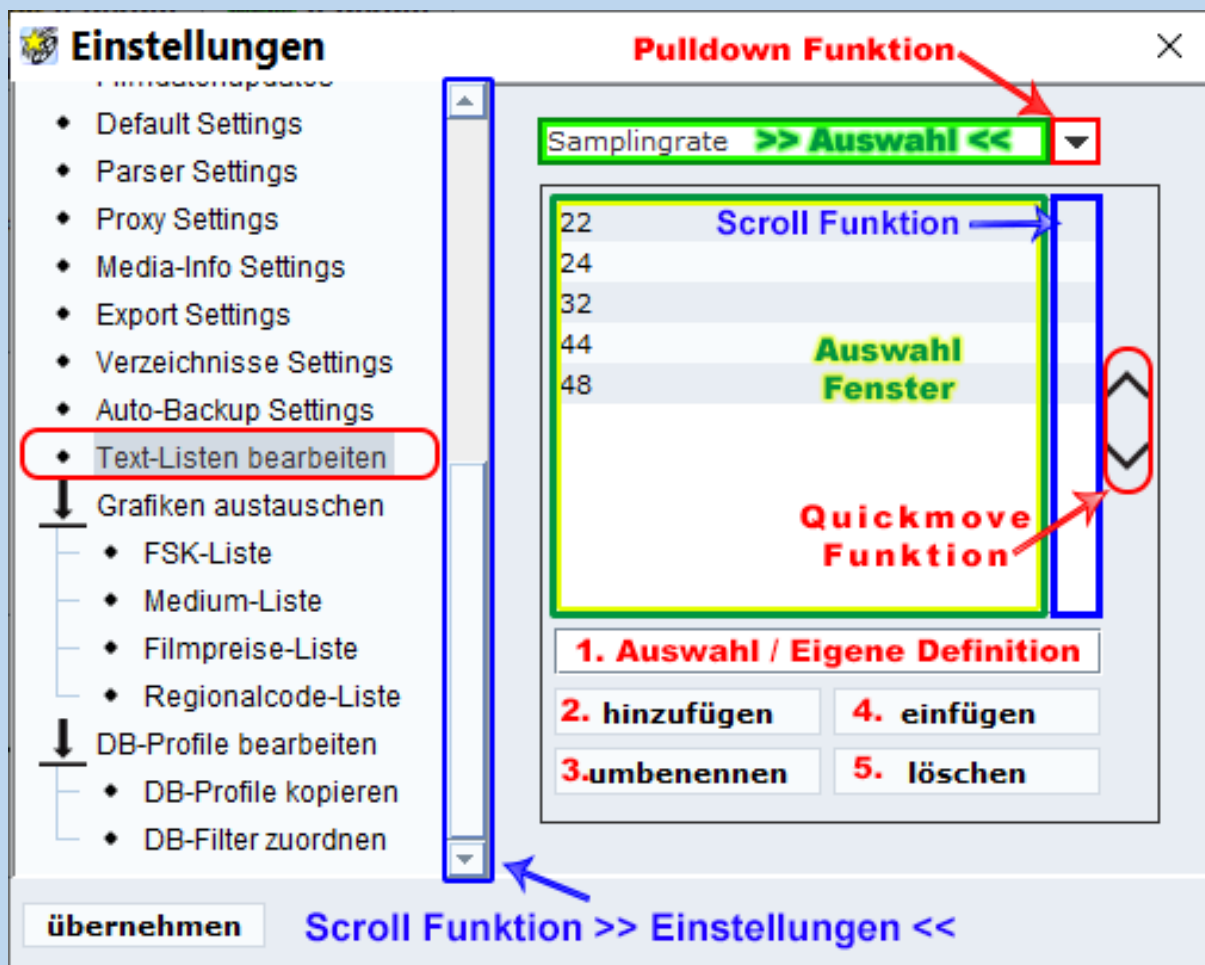 Einstellungen
Pulldown Funktion
Default Settings
Parser Settings
Proxy Settings
Media-Info Settings
Export Settings
Verzeichnisse Settings
Auto-Backup Settings
Text-Listen bearbeiten
Grafiken austauschen
FSK-Liste
Medium-Liste
Filmpreise-Liste
Regionalcode-Liste
DB-Profile bearbeiten
DB-Profile kopieren
DB-Filter zuordnen
Samplingrate >> Auswahl <<
22
Scroll Funktion
24
32
44
48
Auswahl
Fenster
Quickmove
Funktion
1. Auswahl / Eigene Definition
2. hinzufügen
4. einfügen
3.umbenennen
5. löschen
übernehmen
Scroll Funktion >> Einstellungen <<